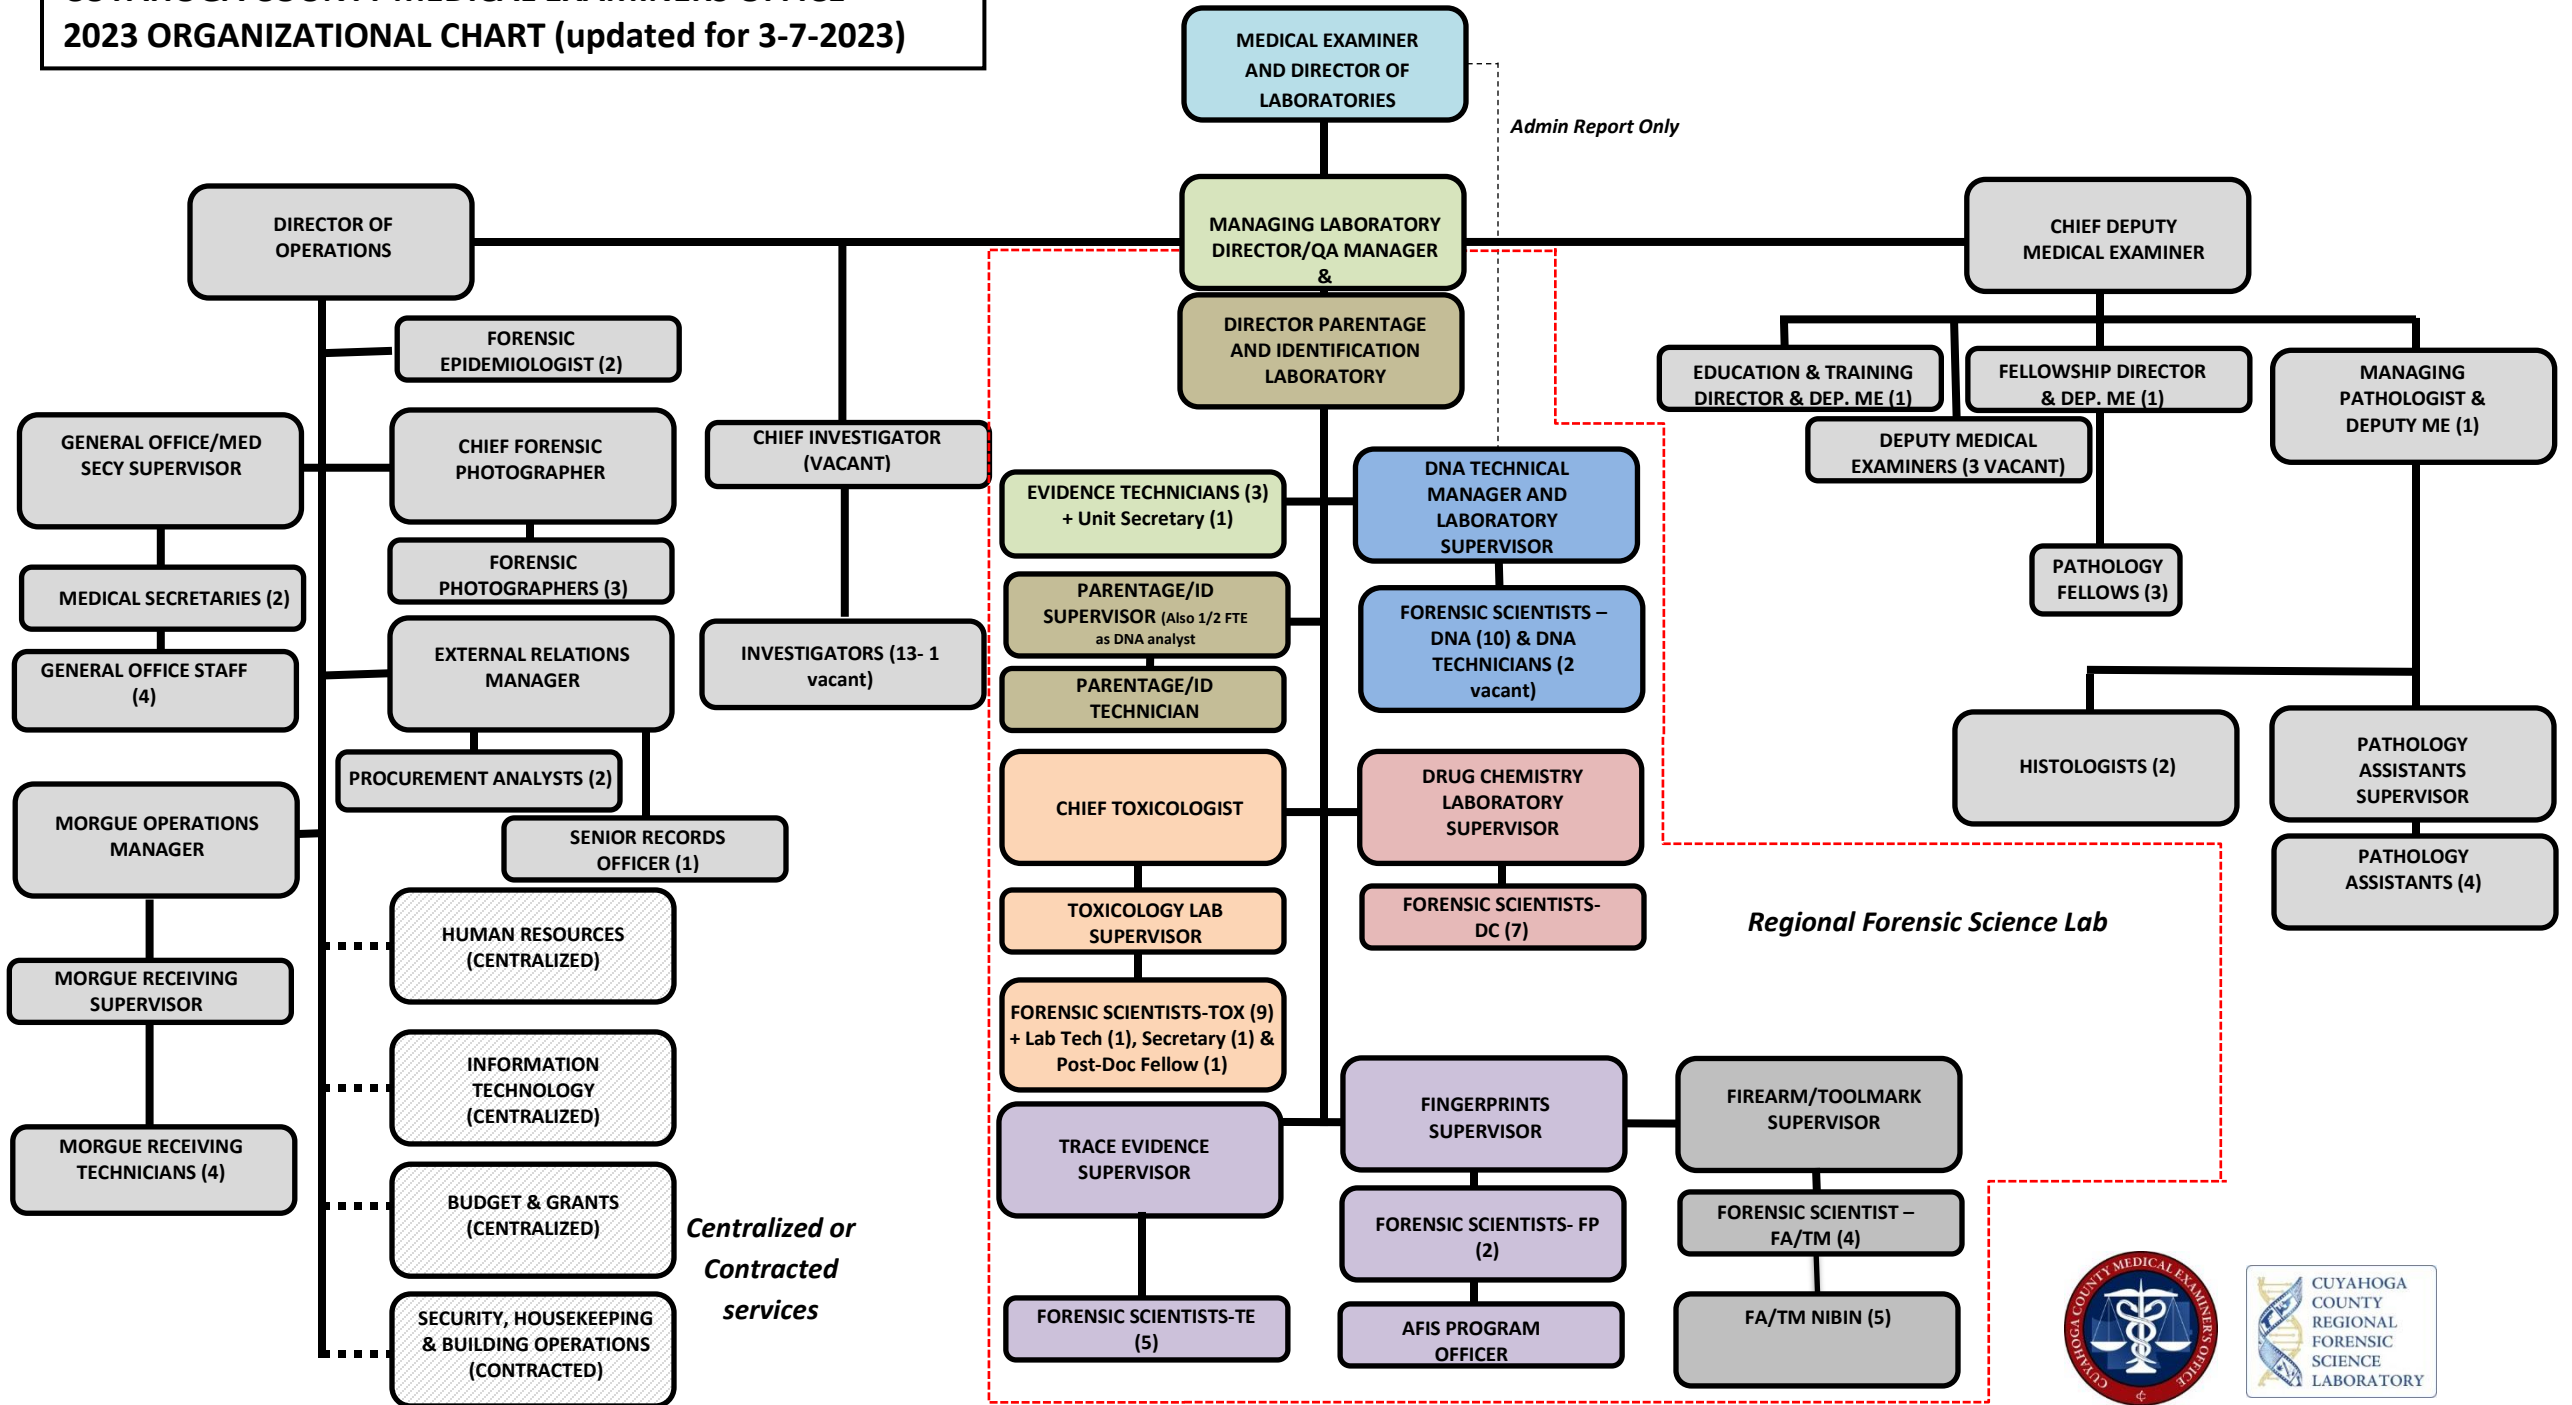 2023 ORGANIZATIONAL CHART (updated for 3-7-2023)
MEDICAL EXAMINER
AND DIRECTOR OF
LABORATORIES
Admin Report Only
DIRECTOR OF
OPERATIONS
MANAGING LABORATORY
DIRECTOR/QA MANAGER
&
CHIEF DEPUTY
MEDICAL EXAMINER
DIRECTOR PARENTAGE
AND IDENTIFICATION
LABORATORY
FORENSIC
EPIDEMIOLOGIST (2)
GENERAL OFFICE/MED
SECY SUPERVISOR
CHIEF FORENSIC
PHOTOGRAPHER
FORENSIC
PHOTOGRAPHERS (3)
MEDICAL SECRETARIES (2)
GENERAL OFFICE STAFF
(4)
EXTERNAL RELATIONS
MANAGER
PROCUREMENT ANALYSTS (2)
SENIOR RECORDS
OFFICER (1)
MORGUE OPERATIONS
MANAGER
MORGUE RECEIVING
SUPERVISOR
MORGUE RECEIVING
TECHNICIANS (4)
HUMAN RESOURCES
(CENTRALIZED)
INFORMATION
TECHNOLOGY
(CENTRALIZED)
BUDGET & GRANTS
(CENTRALIZED)
SECURITY, HOUSEKEEPING
& BUILDING OPERATIONS
(CONTRACTED)
Centralized or
Contracted
services
CHIEF INVESTIGATOR
(VACANT)
INVESTIGATORS (13- 1
vacant)
EVIDENCE TECHNICIANS (3)
+ Unit Secretary (1)
DNA TECHNICAL
MANAGER AND
LABORATORY
SUPERVISOR
PARENTAGE/ID
SUPERVISOR (Also 1/2 FTE
as DNA analyst
PARENTAGE/ID
TECHNICIAN
FORENSIC SCIENTISTS –
DNA (10) & DNA
TECHNICIANS (2
vacant)
CHIEF TOXICOLOGIST
DRUG CHEMISTRY
LABORATORY
SUPERVISOR
TOXICOLOGY LAB
SUPERVISOR
FORENSIC SCIENTISTS-
DC (7)
FORENSIC SCIENTISTS-TOX (9)
+ Lab Tech (1), Secretary (1) &
Post-Doc Fellow (1)
Regional Forensic Science Lab
TRACE EVIDENCE
SUPERVISOR
FINGERPRINTS
SUPERVISOR
FIREARM/TOOLMARK
SUPERVISOR
FORENSIC SCIENTISTS- FP
(2)
FORENSIC SCIENTIST –
FA/TM (4)
FORENSIC SCIENTISTS-TE
(5)
AFIS PROGRAM
OFFICER
FA/TM NIBIN (5)
EDUCATION & TRAINING
DIRECTOR & DEP. ME (1)
FELLOWSHIP DIRECTOR
& DEP. ME (1)
MANAGING
PATHOLOGIST &
DEPUTY ME (1)
DEPUTY MEDICAL
EXAMINERS (3 VACANT)
PATHOLOGY
FELLOWS (3)
HISTOLOGISTS (2)
PATHOLOGY
ASSISTANTS
SUPERVISOR
PATHOLOGY
ASSISTANTS (4)
CUYAHOGA COUNTY MEDICAL EXAMINER'S OFFICE
CUYAHOGA
COUNTY
REGIONAL
FORENSIC
SCIENCE
LABORATORY